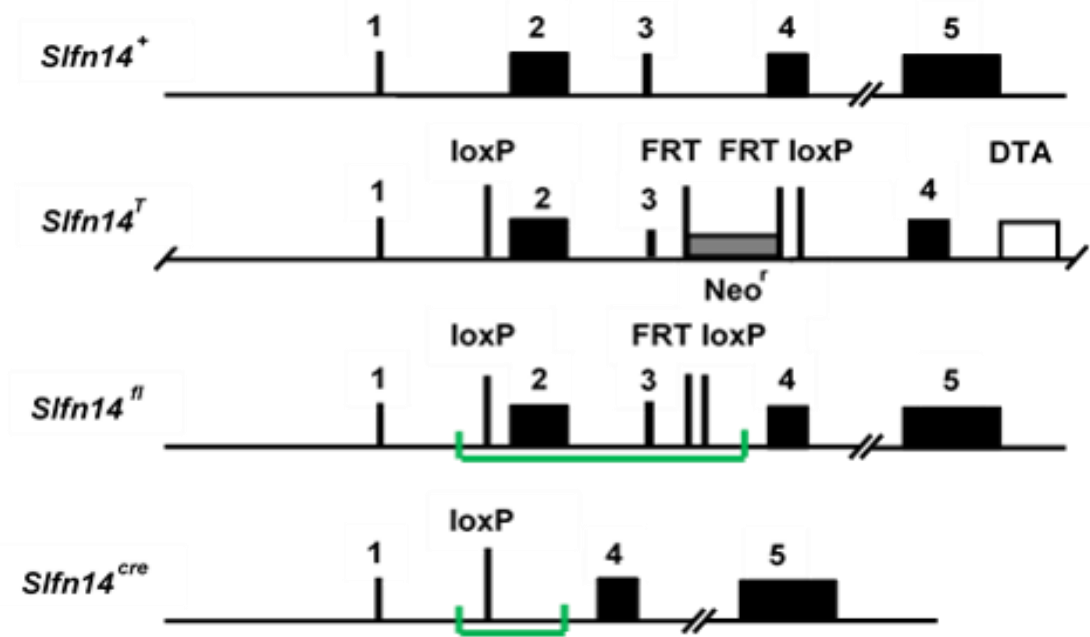 1 2 3 4 5
Slfn14⁺
loxP FRT FRT loxP DTA
1 2 3 4
Slfn14ᵀ
Neoʳ
loxP FRT loxP
1 2 3 4 5
Slfn14ᶠˡ
loxP
1 4 5
Slfn14ᶜʳᵉ